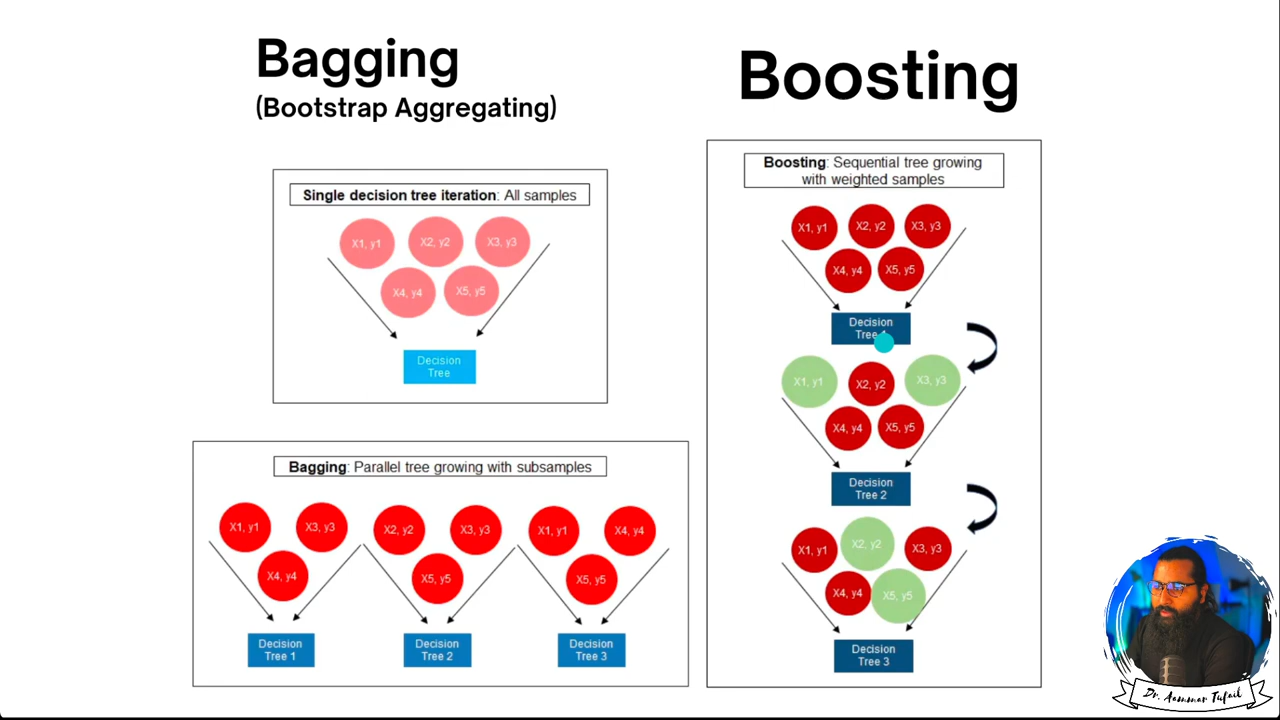 Bagging
(Bootstrap Aggregating)
Single decision tree iteration: All samples
X1, y1
X2, y2
X3, y3
X4, y4
X5, y5
Decision
Tree
Bagging: Parallel tree growing with subsamples
X1, y1
X3, y3
X4, y4
Decision
Tree 1
X2, y2
X3, y3
X5, y5
Decision
Tree 2
X1, y1
X4, y4
X5, y5
Decision
Tree 3
Boosting
Boosting: Sequential tree growing
with weighted samples
X1, y1
X2, y2
X3, y3
X4, y4
X5, y5
Decision
Tree
X1, y1
X2, y2
X3, y3
X4, y4
X5, y5
Decision
Tree 2
X1, y1
X2, y2
X3, y3
X4, y4
X5, y5
Decision
Tree 3
Dr. Aammar Tufail